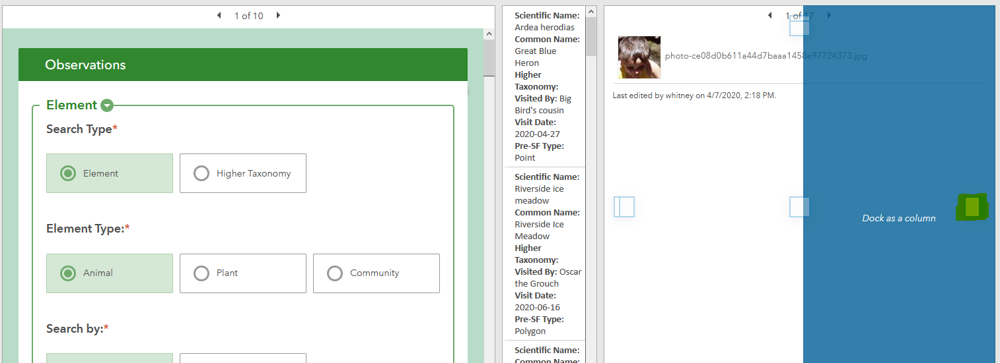 1 of 10
Observations
Element
Search Type*
Element
Higher Taxonomy
Element Type:*
Animal
Plant
Community
Search by:*
Scientific Name:
Ardea herodias
Common Name:
Great Blue
Heron
Higher
Taxonomy:
Visited By: Big
Bird's cousin
Visit Date:
2020-04-27
Pre-SF Type:
Point
Scientific Name:
Riverside ice
meadow
Common Name:
Riverside Ice
Meadow
Higher
Taxonomy:
Visited By: Oscar
the Grouch
Visit Date:
2020-06-16
Pre-SF Type:
Polygon
Scientific Name:
Common Name:
1 of 17
photo-ce08d0b611a44d7baaa1458e97724373.jpg
Last edited by whitney on 4/7/2020, 2:18 PM.
Dock as a column